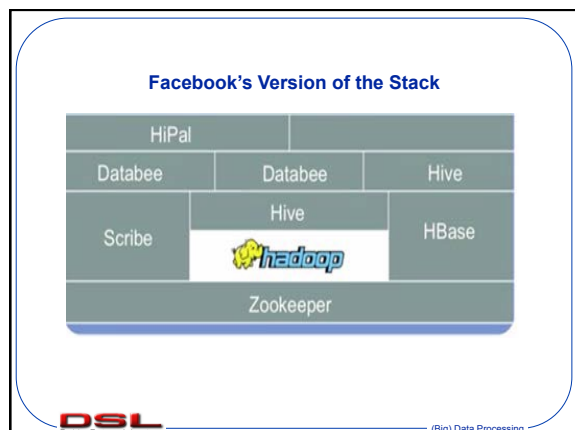 Facebook's Version of the Stack
HiPal
Databee Databee Hive
Hive
Scribe HBase
hadoop
Zookeeper
DSL
(Big) Data Processing